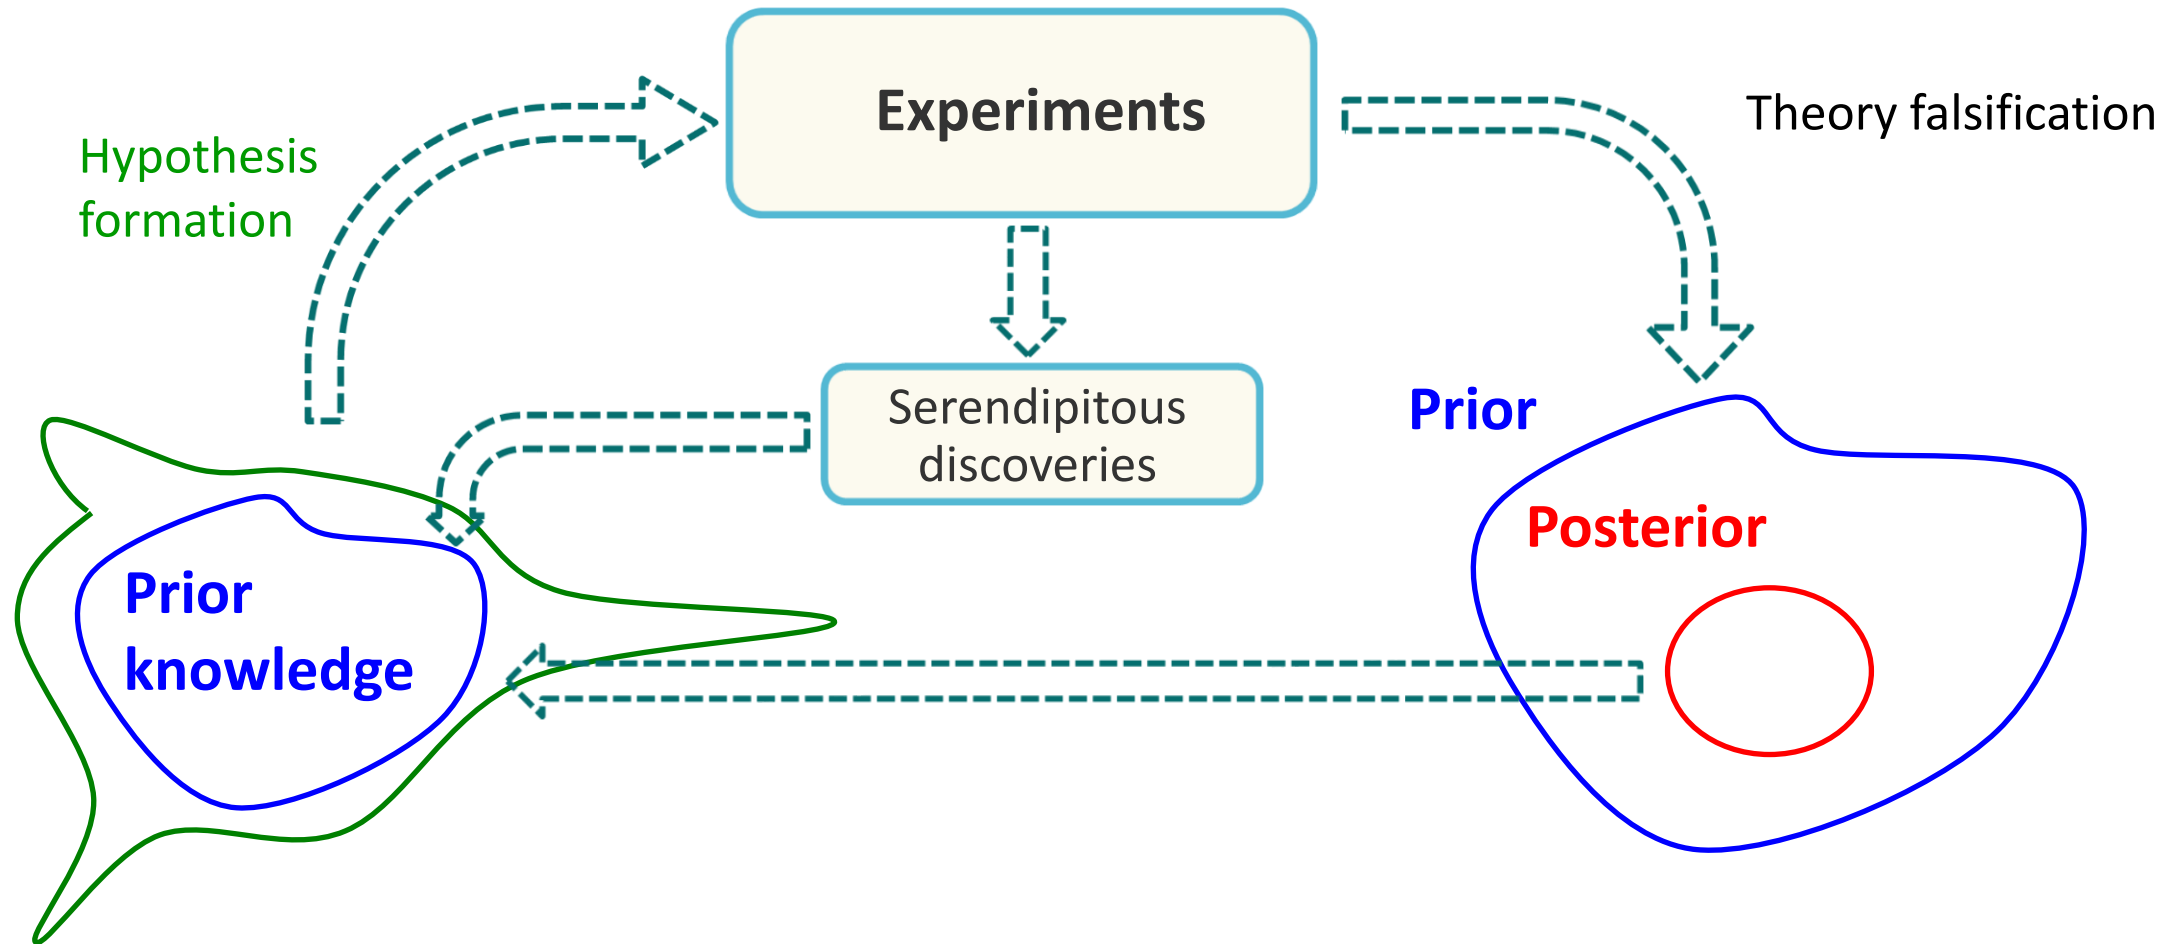 Experiments
Theory falsification
Hypothesis
formation
Serendipitous
discoveries
Prior
Posterior
Prior
knowledge